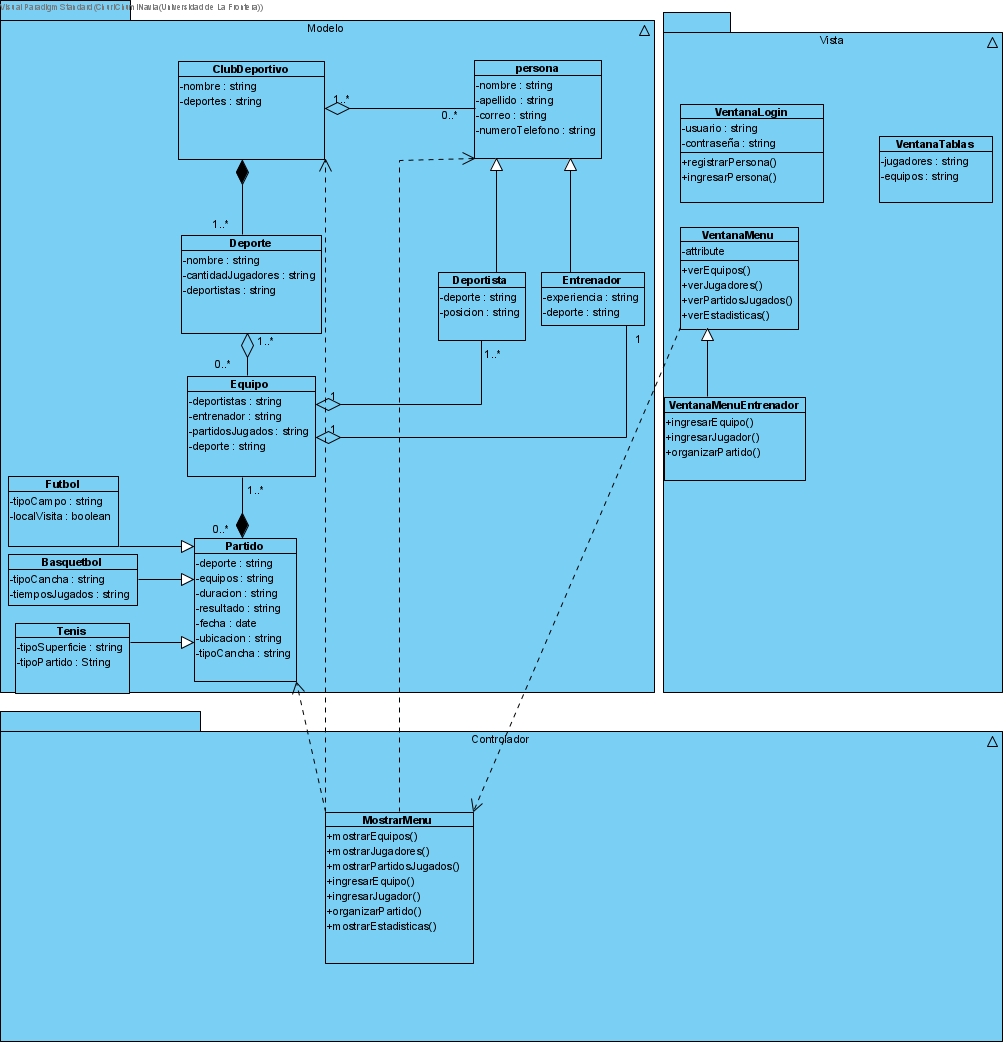 Visual Paradigm Standard(
(Universidad de La Frontera))
Modelo
ClubDeportivo
-nombre : string
-deportes : string
1..*
0..*
persona
-nombre : string
-apellido : string
-correo : string
-numeroTelefono : string
1..*
Deporte
-nombre : string
-cantidadJugadores : string
-deportistas : string
1..*
0..*
Deportista
-deporte : string
-posicion : string
1..*
Entrenador
-experiencia : string
-deporte : string
1
Equipo
-deportistas : string
-entrenador : string
-partidosJugados : string
-deporte : string
1
1
1..*
0..*
Futbol
-tipoCampo : string
-localVisita : boolean
Basquetbol
-tipoCancha : string
-tiemposJugados : string
Tenis
-tipoSuperficie : string
-tipoPartido : String
Partido
-deporte : string
-equipos : string
-duracion : string
-resultado : string
-fecha : date
-ubicacion : string
-tipoCancha : string
Vista
VentanaLogin
-usuario : string
-contraseña : string
+registrarPersona()
+ingresarPersona()
VentanaTablas
-jugadores : string
-equipos : string
VentanaMenu
-attribute
+verEquipos()
+verJugadores()
+verPartidosJugados()
+verEstadisticas()
VentanaMenuEntrenador
+ingresarEquipo()
+ingresarJugador()
+organizarPartido()
Controlador
MostrarMenu
+mostrarEquipos()
+mostrarJugadores()
+mostrarPartidosJugados()
+ingresarEquipo()
+ingresarJugador()
+organizarPartido()
+mostrarEstadisticas()